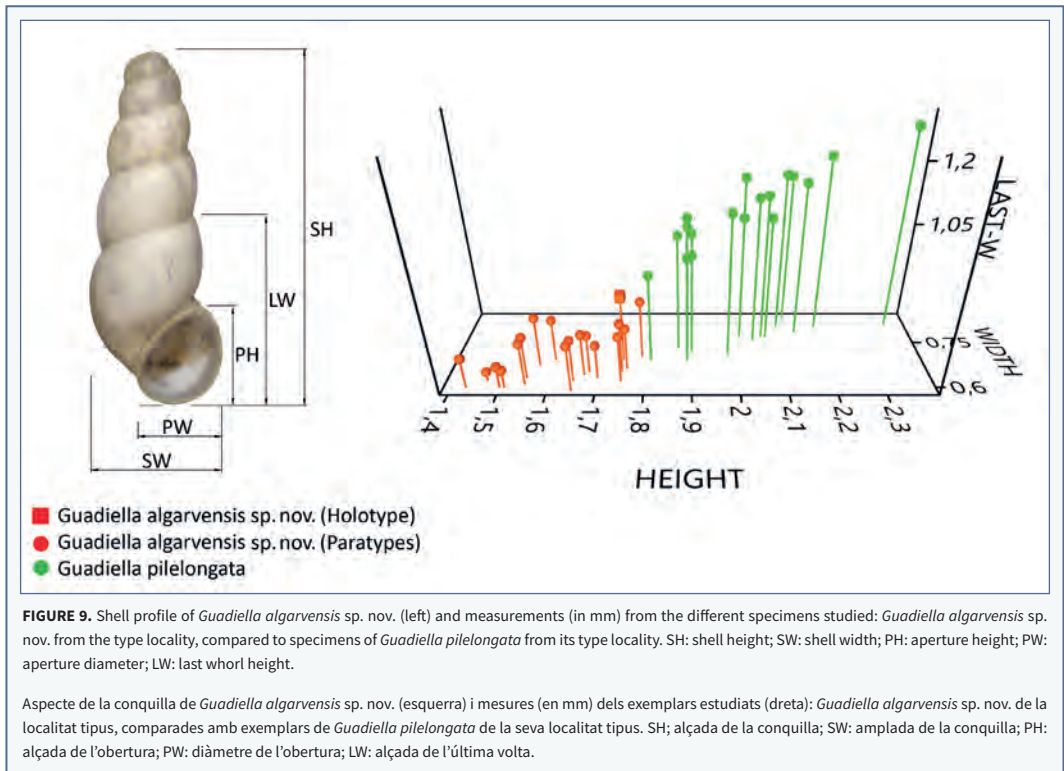 SH
LW
PH
PW
SW
1,2
1,05
LAST-W
0,75
WIDTH
0,6
1,4
1,5
1,6
1,7
1,8
1,9
2
2,1
2,2
2,3
HEIGHT
Guadiella algarvensis sp. nov. (Holotype)
Guadiella algarvensis sp. nov. (Paratypes)
Guadiella pilelongata
FIGURE 9. Shell profile of Guadiella algarvensis sp. nov. (left) and measurements (in mm) from the different specimens studied: Guadiella algarvensis sp.
nov. from the type locality, compared to specimens of Guadiella pilelongata from its type locality. SH: shell height; SW: shell width; PH: aperture height; PW:
aperture diameter; LW: last whorl height.
Aspecte de la conquilla de Guadiella algarvensis sp. nov. (esquerra) i mesures (en mm) dels exemplars estudiats (dreta): Guadiella algarvensis sp. nov. de la
localitat tipus, comparades amb exemplars de Guadiella pilelongata de la seva localitat tipus. SH; alçada de la conquilla; SW: amplada de la conquilla; PH:
alçada de l'obertura; PW: diàmetre de l'obertura; LW: alçada de l'última volta.